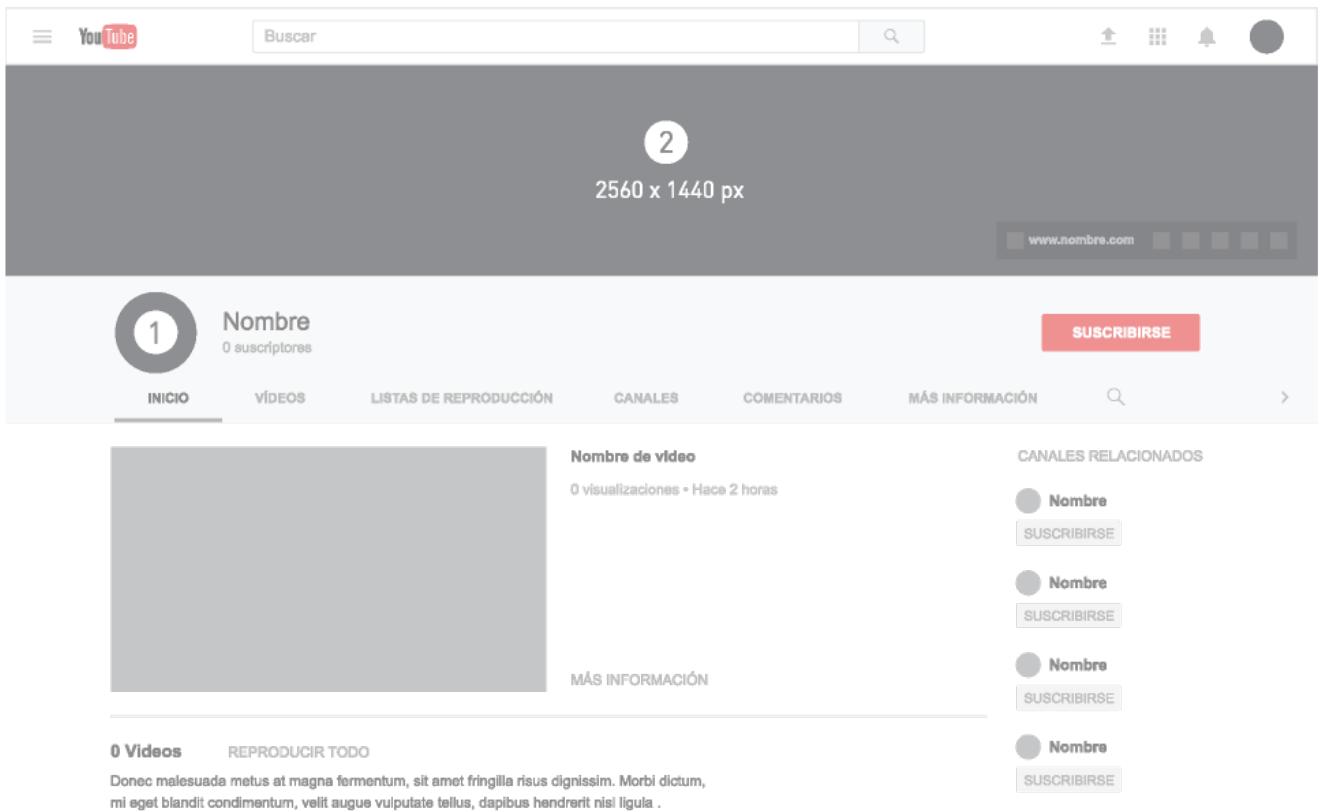 YouTube
Buscar
2
2560 x 1440 px
www.nombre.com
1
Nombre
0 suscriptores
SUSCRIBIRSE
INICIO VÍDEOS LISTAS DE REPRODUCCIÓN CANALES COMENTARIOS MÁS INFORMACIÓN
Nombre de video
0 visualizaciones • Hace 2 horas
MÁS INFORMACIÓN
CANALES RELACIONADOS
Nombre
SUSCRIBIRSE
Nombre
SUSCRIBIRSE
Nombre
SUSCRIBIRSE
Nombre
SUSCRIBIRSE
0 Videos REPRODUCIR TODO
Donec malesuada metus at magna fermentum, sit amet fringilla risus dignissim. Morbi dictum,
mi eget blandit condimentum, velit augue vulputate tellus, dapibus hendrerit nisi ligula .